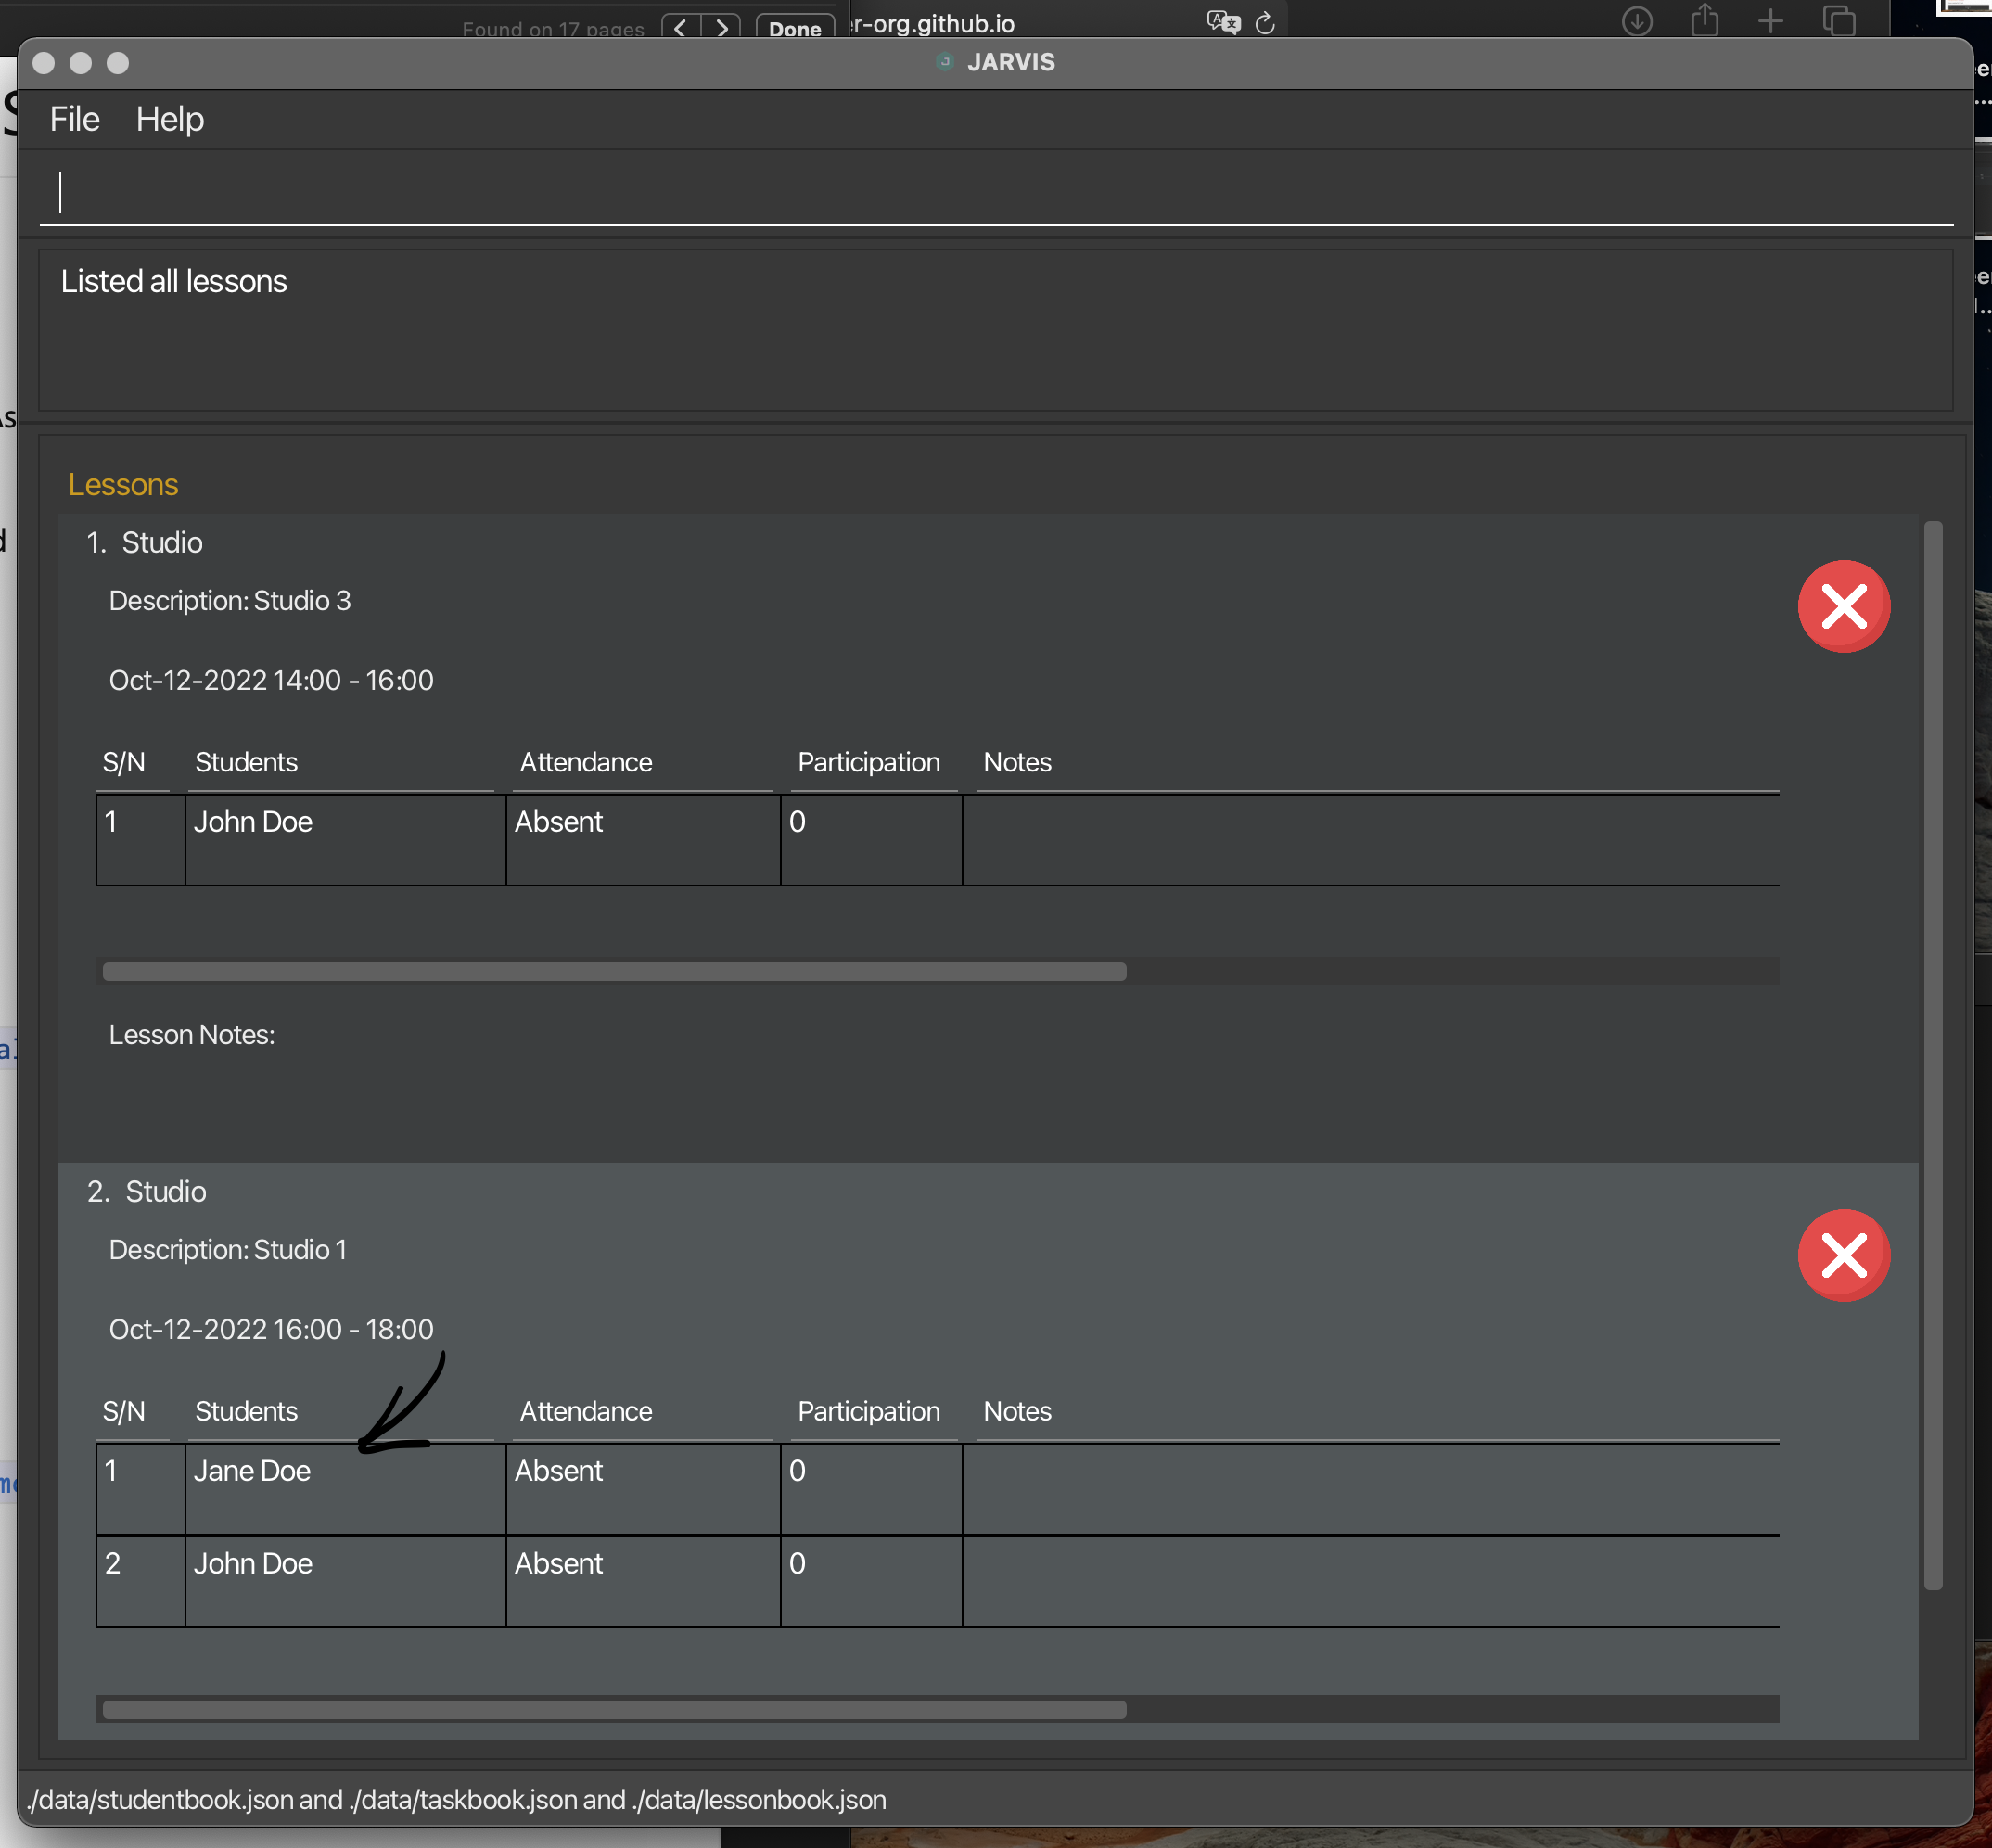 Found on 17 pages Done r-org.github.io
JARVIS
File Help
Listed all lessons
Lessons
1. Studio
Description: Studio 3
Oct-12-2022 14:00 - 16:00
S/N Students Attendance Participation Notes
1 John Doe Absent 0
Lesson Notes:
2. Studio
Description: Studio 1
Oct-12-2022 16:00 - 18:00
S/N Students Attendance Participation Notes
1 Jane Doe Absent 0
2 John Doe Absent 0
./data/studentbook.json and ./data/taskbook.json and ./data/lessonbook.json